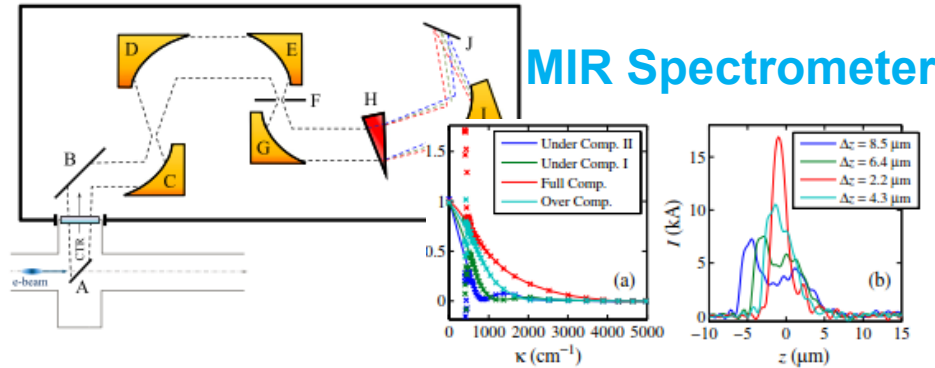 MIR Spectrometer
D
E
F
J
H
I
B
G
C
CTR
A
e-beam
1.5
1
0.5
0
Under Comp. II
Under Comp. I
Full Comp.
Over Comp.
(a)
0 1000 2000 3000 4000 5000
κ (cm⁻¹)
I (kA)
15
10
5
0
Δz = 8.5 μm
Δz = 6.4 μm
Δz = 2.2 μm
Δz = 4.3 μm
(b)
-10 -5 0 5 10 15
z (μm)